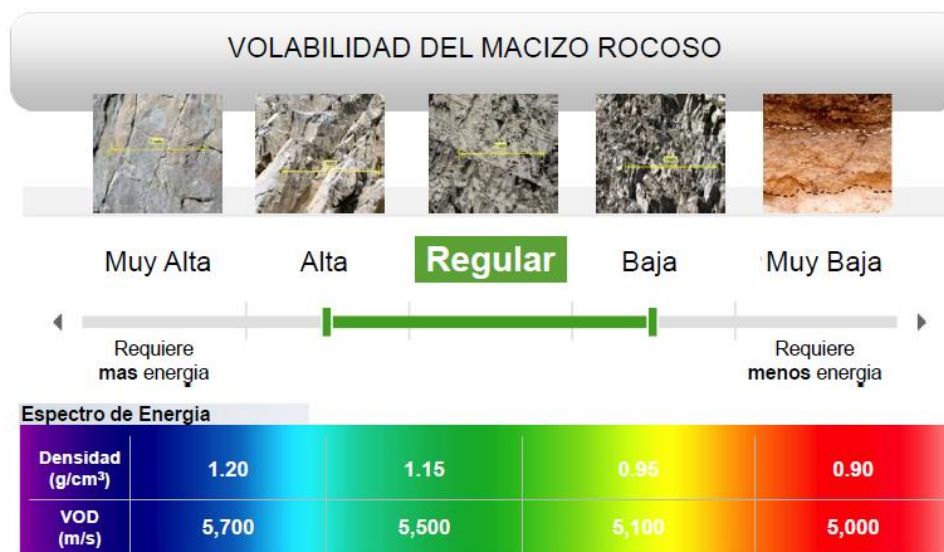 VOLABILIDAD DEL MACIZO ROCOSO
Muy Alta Alta Regular Baja Muy Baja
Requiere Requiere
mas energia menos energia
Espectro de Energia
Densidad
(g/cm³) 1.20 1.15 0.95 0.90
VOD
(m/s) 5,700 5,500 5,100 5,000